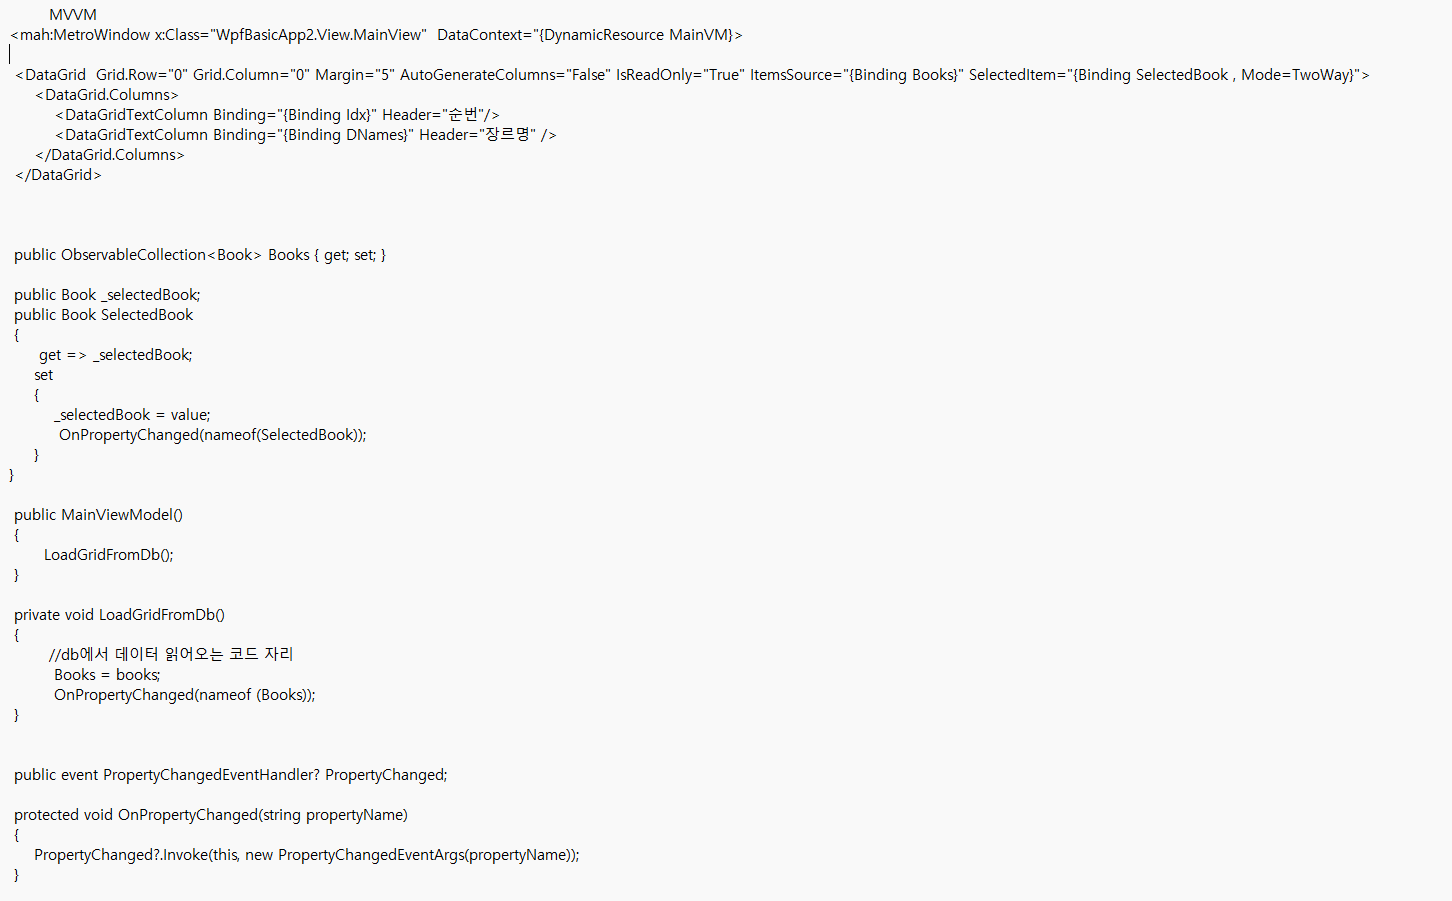 MVVM
<mah:MetroWindow x:Class="WpfBasicApp2.View.MainView"  DataContext="{DynamicResource MainVM}>
<DataGrid  Grid.Row="0" Grid.Column="0" Margin="5" AutoGenerateColumns="False" IsReadOnly="True" ItemsSource="{Binding Books}" SelectedItem="{Binding SelectedBook , Mode=TwoWay}">
<DataGrid.Columns>
<DataGridTextColumn Binding="{Binding Idx}" Header="순번"/>
<DataGridTextColumn Binding="{Binding DNames}" Header="장르명" />
</DataGrid.Columns>
</DataGrid>
public ObservableCollection<Book> Books { get; set; }
public Book _selectedBook;
public Book SelectedBook
{
get => _selectedBook;
set
{
_selectedBook = value;
OnPropertyChanged(nameof(SelectedBook));
}
}
public MainViewModel()
{
LoadGridFromDb();
}
private void LoadGridFromDb()
{
//db에서 데이터 읽어오는 코드 자리
Books = books;
OnPropertyChanged(nameof (Books));
}
public event PropertyChangedEventHandler? PropertyChanged;
protected void OnPropertyChanged(string propertyName)
{
PropertyChanged?.Invoke(this, new PropertyChangedEventArgs(propertyName));
}